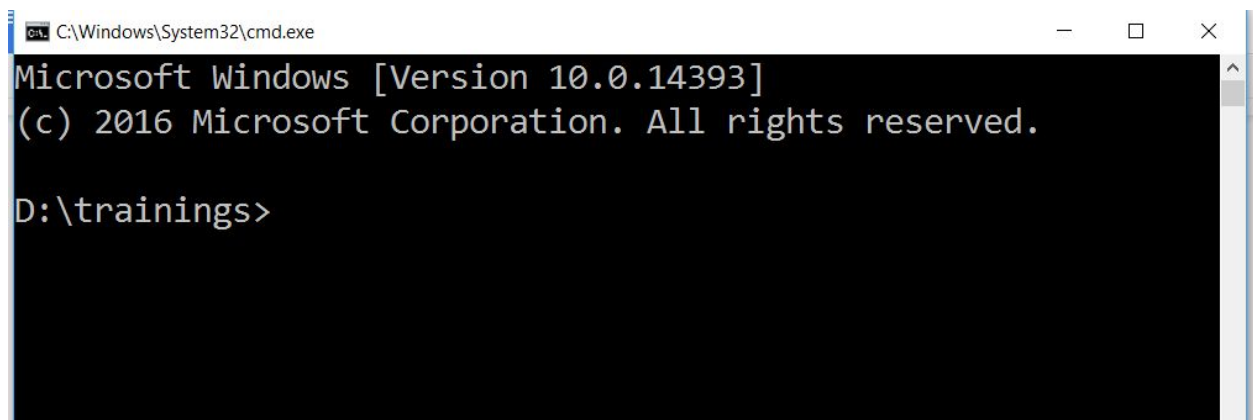 C:\Windows\System32\cmd.exe
Microsoft Windows [Version 10.0.14393]
(c) 2016 Microsoft Corporation. All rights reserved.
D:\trainings>